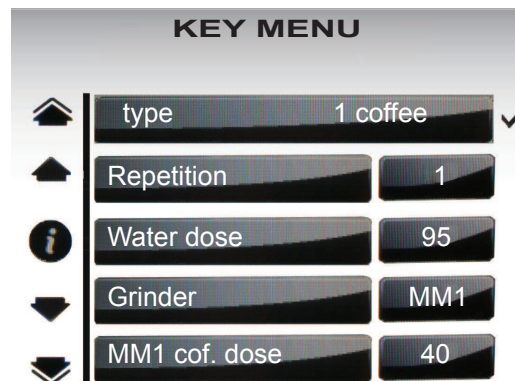 KEY MENU
type 1 coffee
Repetition 1
Water dose 95
Grinder MM1
MM1 cof. dose 40